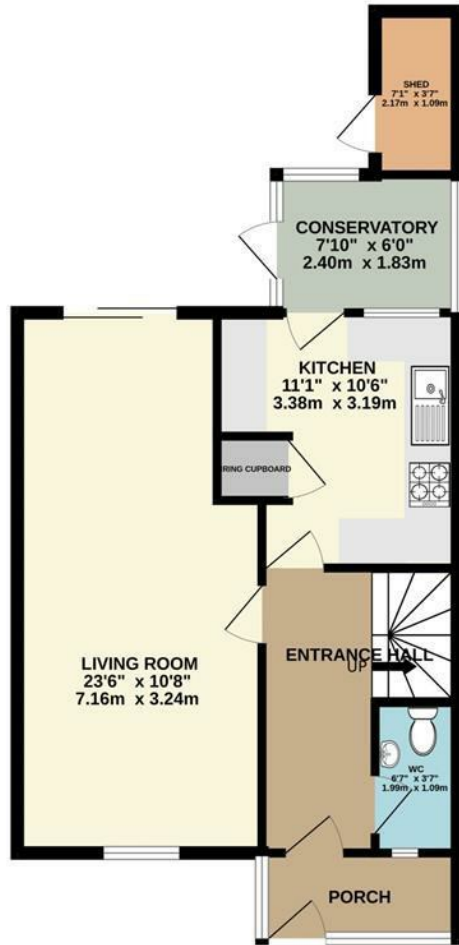 SHED
7'1" x 3'7"
2.17m x 1.09m
CONSERVATORY
7'10" x 6'0"
2.40m x 1.83m
KITCHEN
11'1" x 10'6"
3.38m x 3.19m
RING CUPBOARD
ENTRANCE HALL
UP
LIVING ROOM
23'6" x 10'8"
7.16m x 3.24m
WC
6'7" x 3'7"
1.99m x 1.09m
PORCH